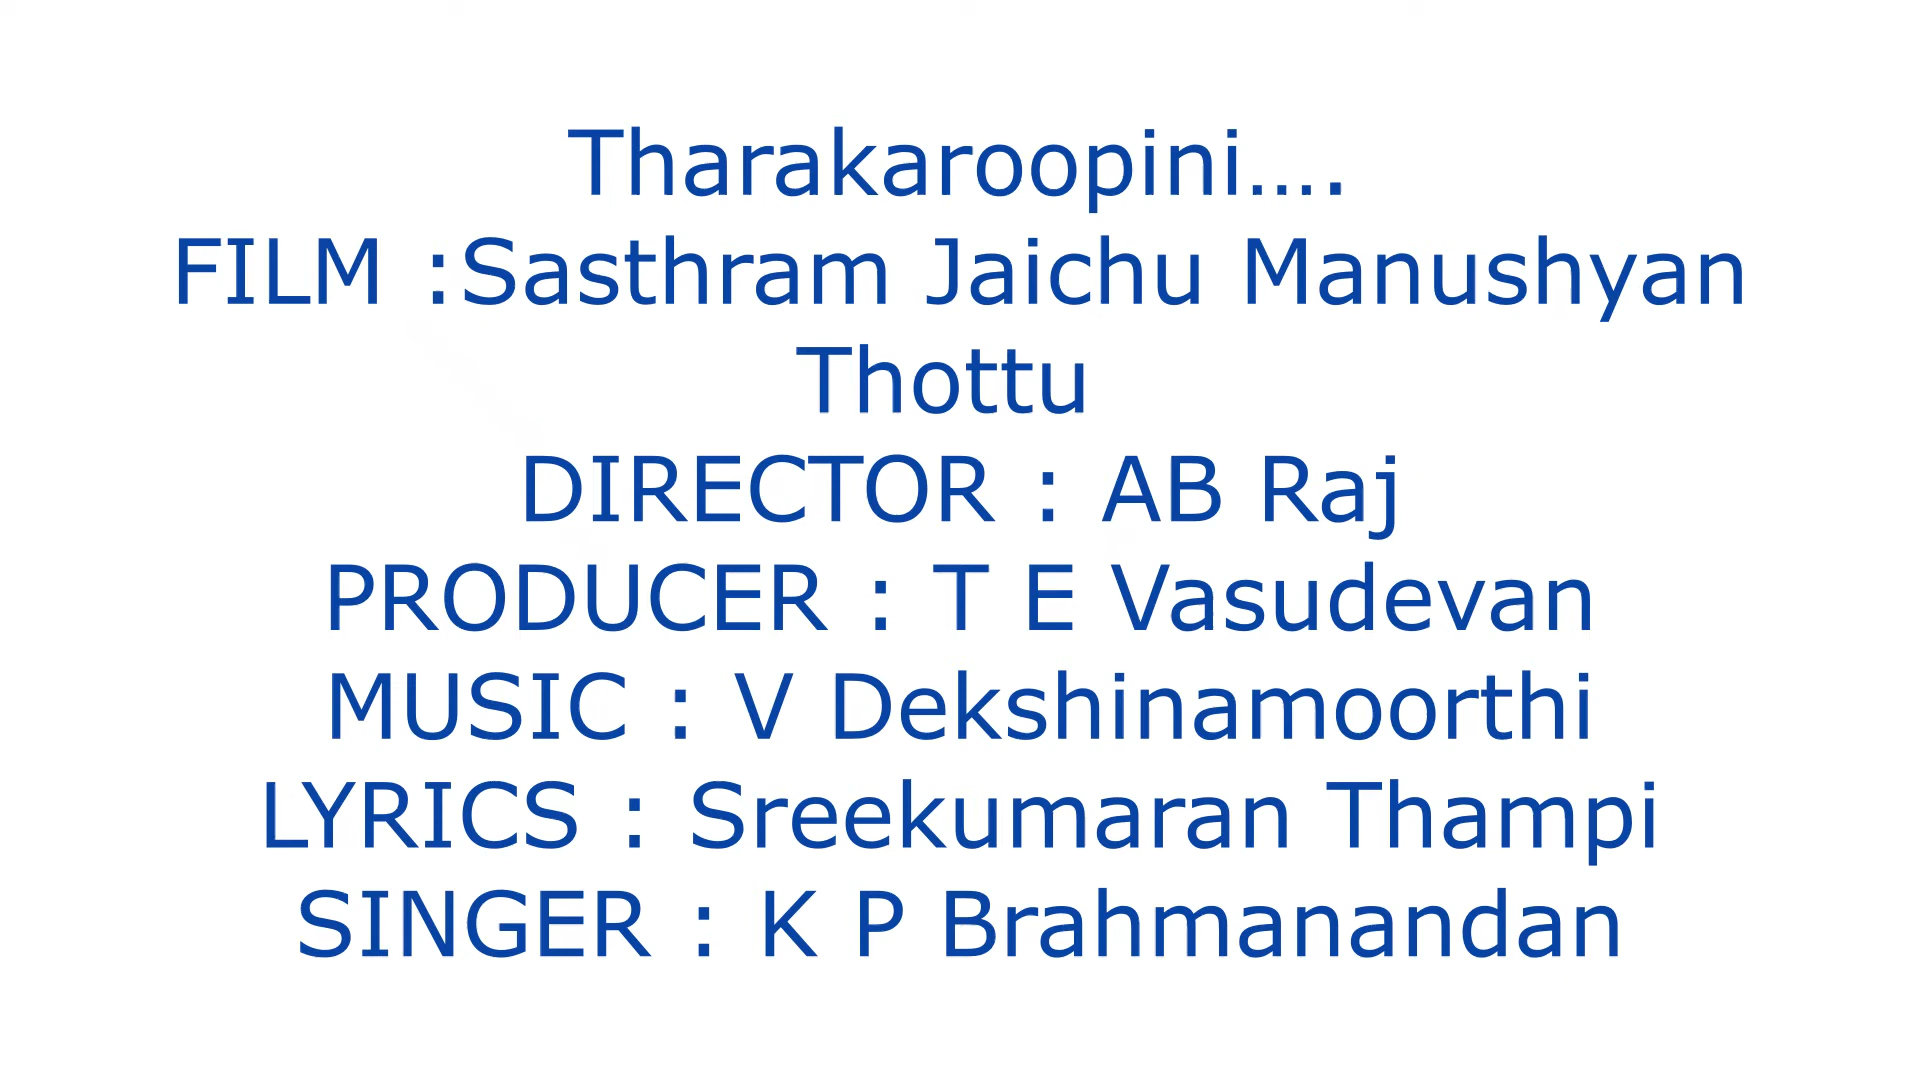 Tharakaroopini….
FILM :Sasthram Jaichu Manushyan
Thottu
DIRECTOR : AB Raj
PRODUCER : T E Vasudevan
MUSIC : V Dekshinamoorthi
LYRICS : Sreekumaran Thampi
SINGER : K P Brahmanandan